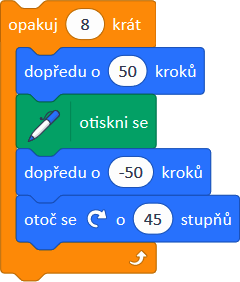 opakuj 8 krát
dopředu o 50 kroků
otiskni se
dopředu o -50 kroků
otoč se o 45 stupňů